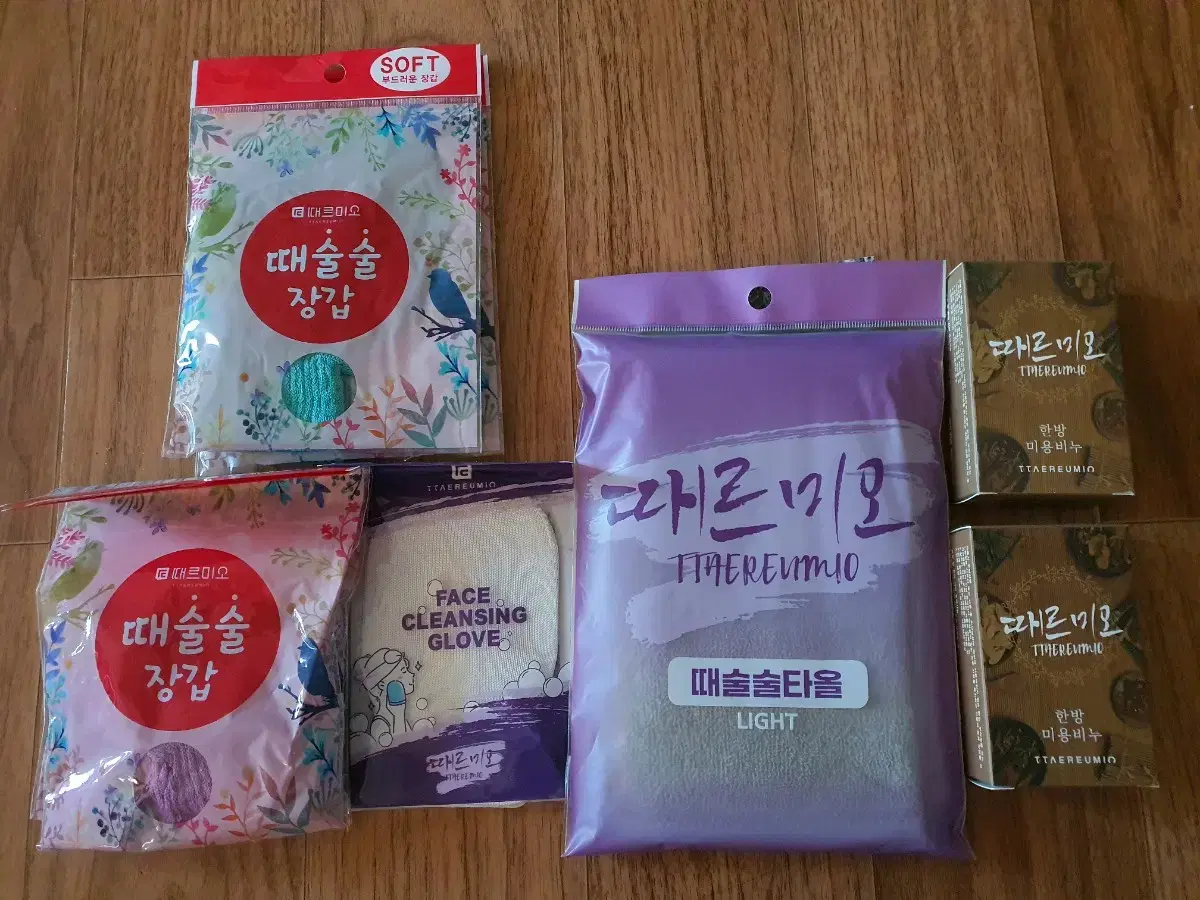 SOFT
부드러운 장갑
때르미오
때술술
장갑
때르미오
때술술
장갑
TTAEREUMIO
FACE
CLEANSING
GLOVE
때르미오
TTAEREUMIO
때르미오
TTAEREUMIO
때술술타올
LIGHT
때르미오
TTAEREUMIO
한방
미용비누
TTAEREUMIO
때르미오
TTAEREUMIO
한방
미용비누
TTAEREUMIO